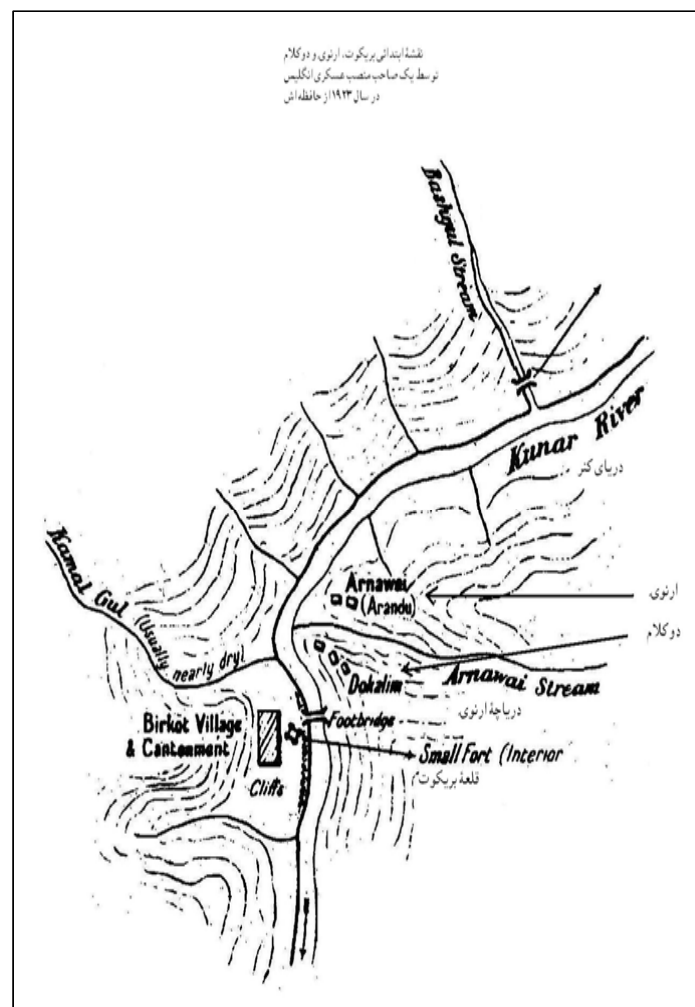 نقشهٔ ابتدائی بریکوت، ارنوی و دوکلام
توسط یک صاحب منصب عسکری انگلیس
در سال ۱۹۲۳ از حافظه اش
Bashgul Stream
Kunar River
دریای کنر
Kamal Gul (Usually nearly dry)
Arnawai
(Arandu)
ارنوی
دوکلام
Dokalim
Arnawai Stream
دریاچهٔ ارنوی
Footbridge
Birkot Village
& Cantonment
Small Fort (Interior
قلعهٔ بریکوت
Cliffs